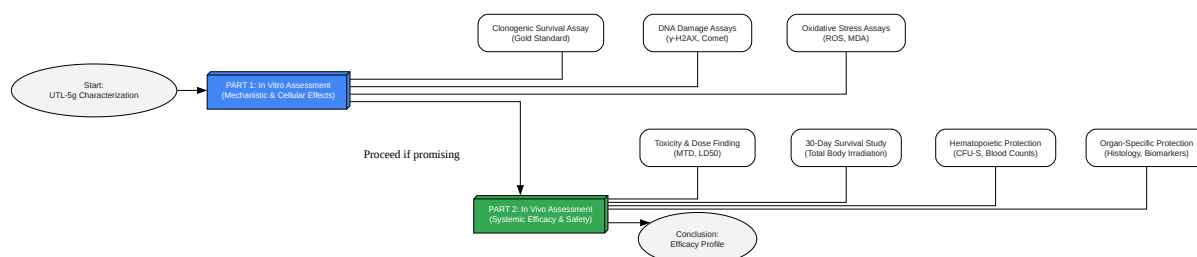 Clonogenic Survival Assay
(Gold Standard)
DNA Damage Assays
(γ-H2AX, Comet)
Oxidative Stress Assays
(ROS, MDA)
Start:
UTL-5g Characterization
PART 1: In Vitro Assessment
(Mechanistic & Cellular Effects)
Proceed if promising
Toxicity & Dose Finding
(MTD, LD50)
30-Day Survival Study
(Total Body Irradiation)
Hematopoietic Protection
(CFU-S, Blood Counts)
Organ-Specific Protection
(Histology, Biomarkers)
PART 2: In Vivo Assessment
(Systemic Efficacy & Safety)
Conclusion:
Efficacy Profile